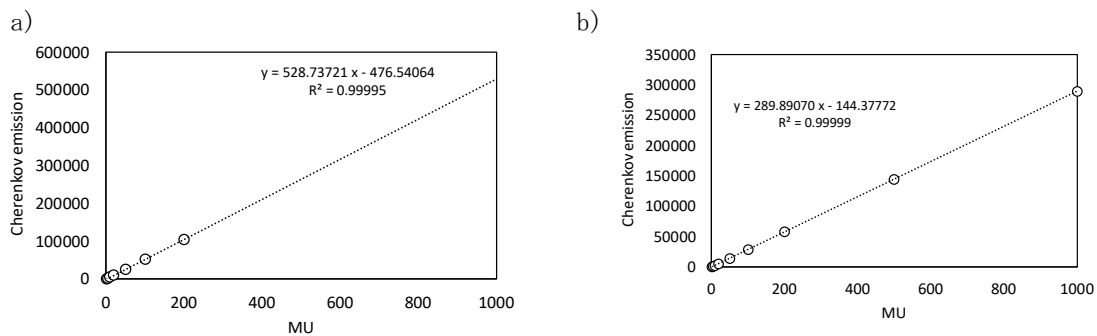 a)
600000
500000
400000
300000
200000
100000
0
0 200 400 600 800 1000
MU
Cherenkov emission
y = 528.73721 x - 476.54064
R² = 0.99995
b)
350000
300000
250000
200000
150000
100000
50000
0
0 200 400 600 800 1000
MU
Cherenkov emission
y = 289.89070 x - 144.37772
R² = 0.99999